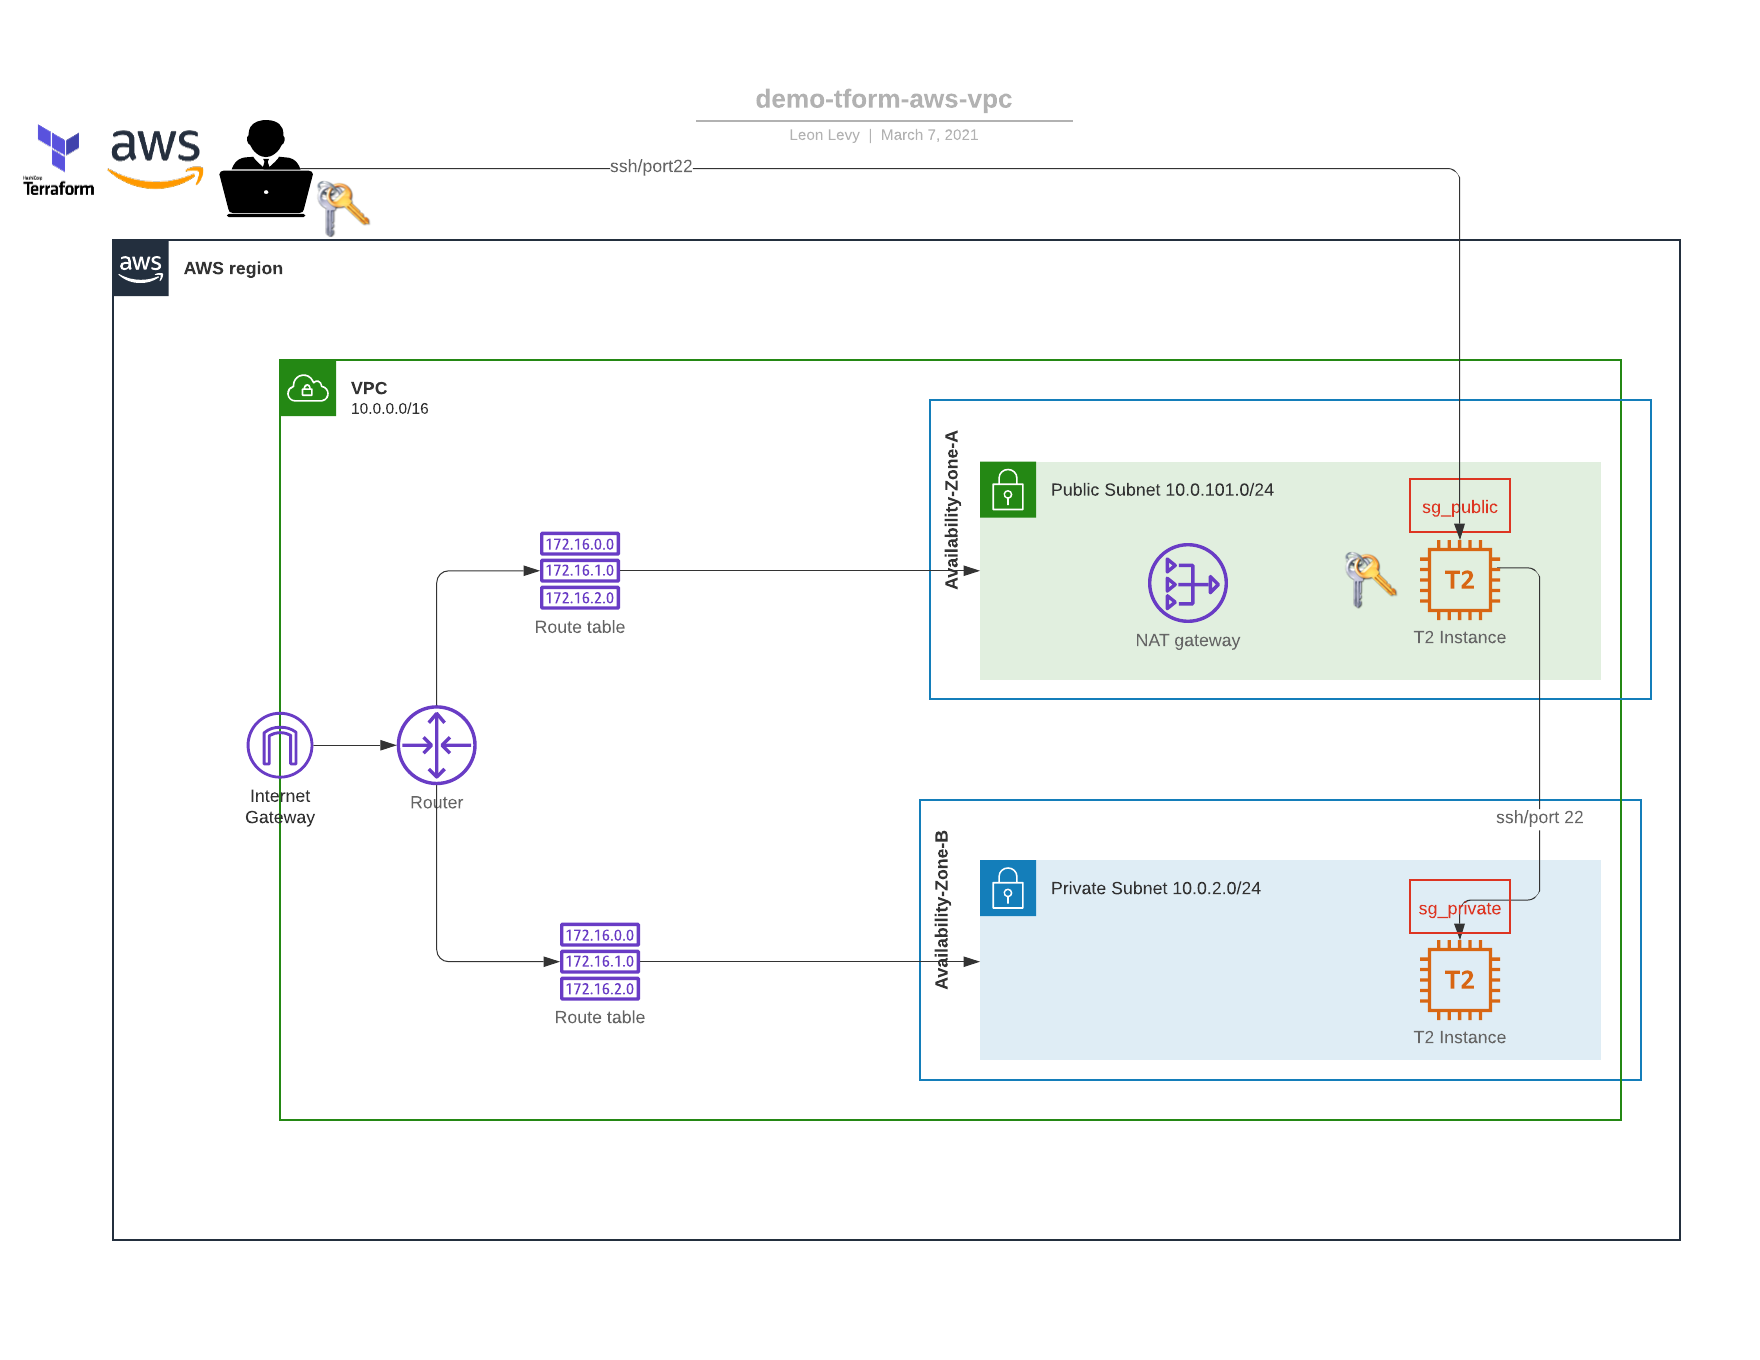 demo-tform-aws-vpc
Leon Levy | March 7, 2021
HashiCorp
Terraform
aws
ssh/port22
aws
AWS region
VPC
10.0.0.0/16
Availability-Zone-A
Public Subnet 10.0.101.0/24
sg_public
172.16.0.0
172.16.1.0
172.16.2.0
Route table
NAT gateway
T2
T2 Instance
Internet
Gateway
Router
ssh/port 22
Availability-Zone-B
Private Subnet 10.0.2.0/24
sg_private
172.16.0.0
172.16.1.0
172.16.2.0
Route table
T2
T2 Instance